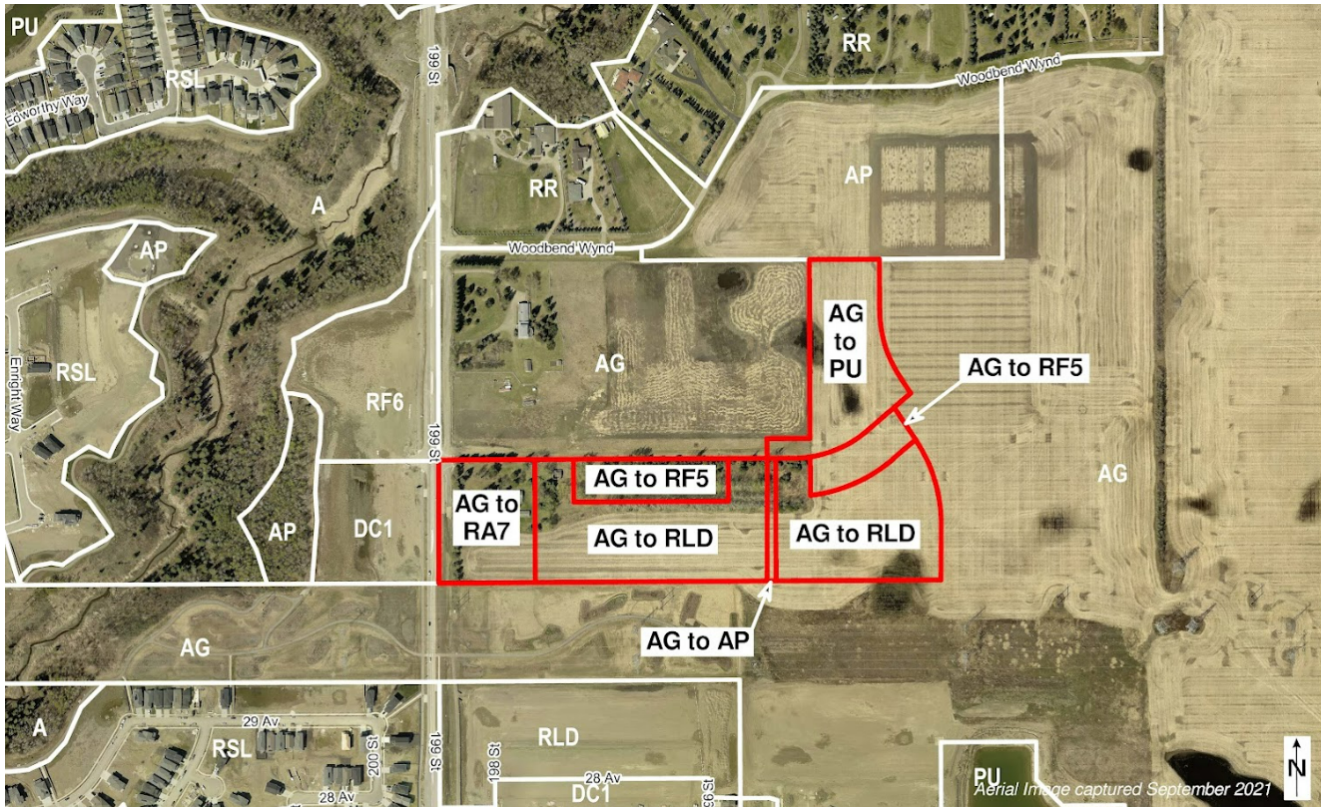 PU
RSL
Edworthy Way
199 St
RR
Woodbend Wynd
A
AP
RR
AP
Woodbend Wynd
AG
to
PU
AG to RF5
RSL
Enright Way
RF6
AG
199 St
AG
AG to
RA7
AG to RF5
AG to RLD
AG to RLD
AP
DC1
AG to AP
AG
A
29 Av
RSL
200 St
28 Av
199 St
198 St
RLD
28 Av
DC1
PU
Aerial Image captured September 2021
N